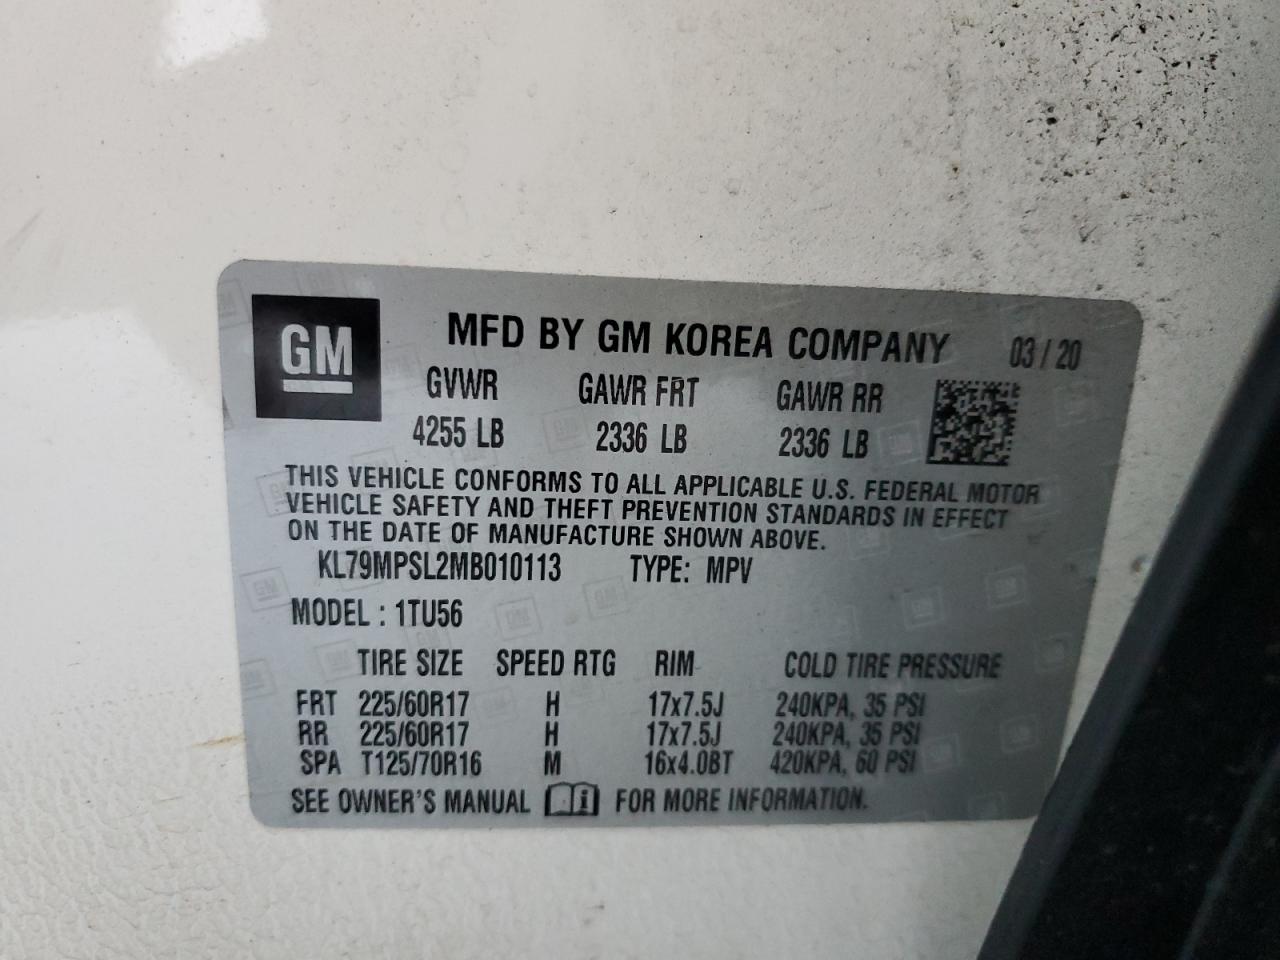 GM
MFD BY GM KOREA COMPANY 03 / 20
GVWR GAWR FRT GAWR RR
4255 LB 2336 LB 2336 LB
THIS VEHICLE CONFORMS TO ALL APPLICABLE U.S. FEDERAL MOTOR
VEHICLE SAFETY AND THEFT PREVENTION STANDARDS IN EFFECT
ON THE DATE OF MANUFACTURE SHOWN ABOVE.
KL79MPSL2MB010113 TYPE: MPV
MODEL : 1TU56
TIRE SIZE SPEED RTG RIM COLD TIRE PRESSURE
FRT 225/60R17 H 17x7.5J 240KPA, 35 PSI
RR 225/60R17 H 17x7.5J 240KPA, 35 PSI
SPA T125/70R16 M 16x4.0BT 420KPA, 60 PSI
SEE OWNER'S MANUAL i FOR MORE INFORMATION.